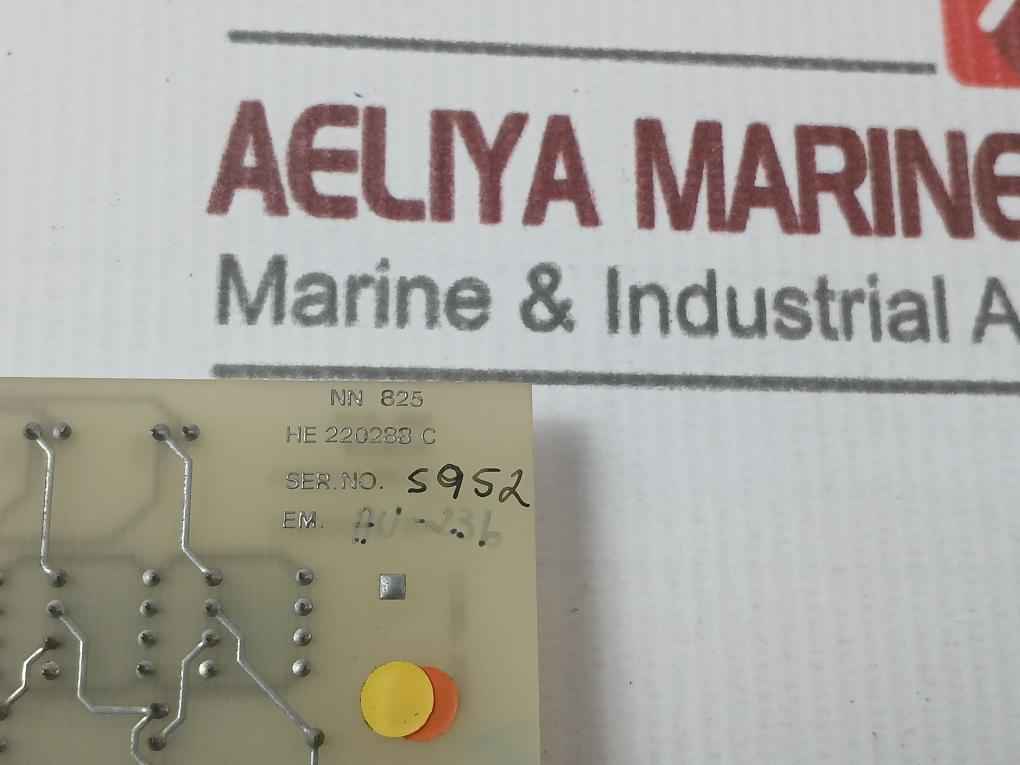 AELIYA MARINE
Marine & Industrial A
NN 825
HE 220288 C
SER.NO. 5952
EM.